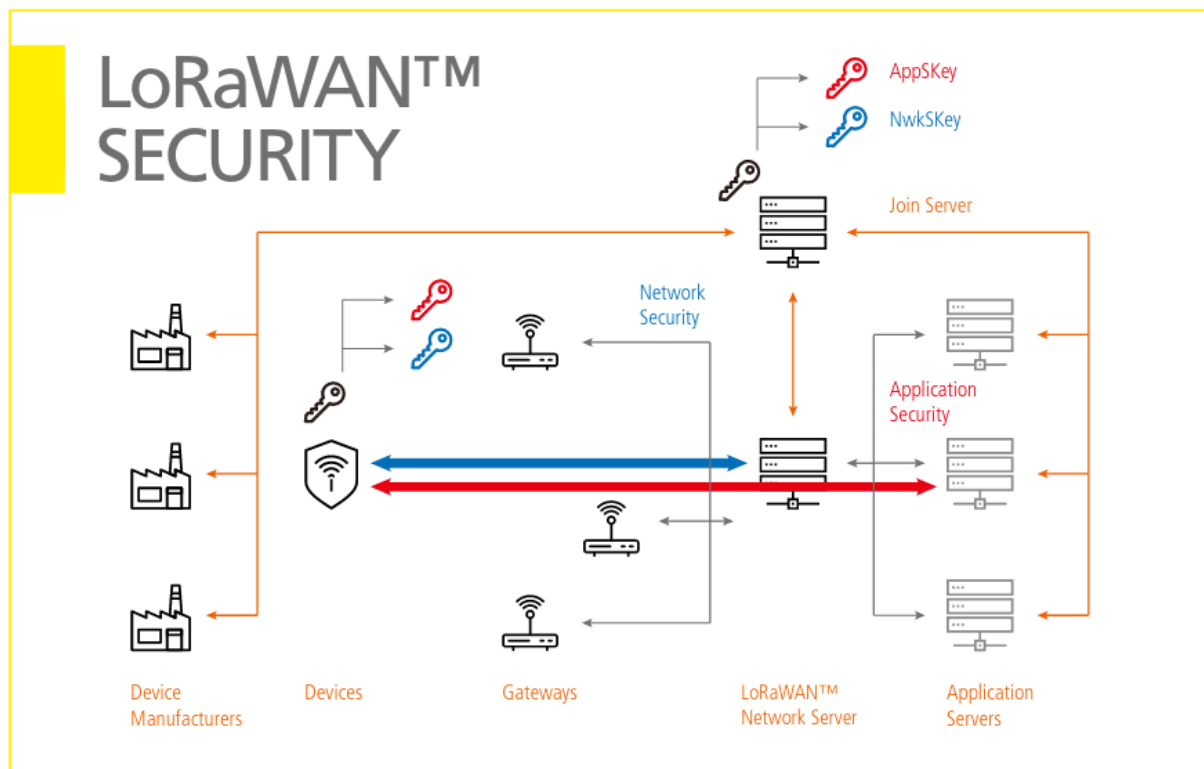 LoRaWAN™
SECURITY
AppSKey
NwkSKey
Join Server
Network
Security
Application
Security
Device
Manufacturers
Devices
Gateways
LoRaWAN™
Network Server
Application
Servers